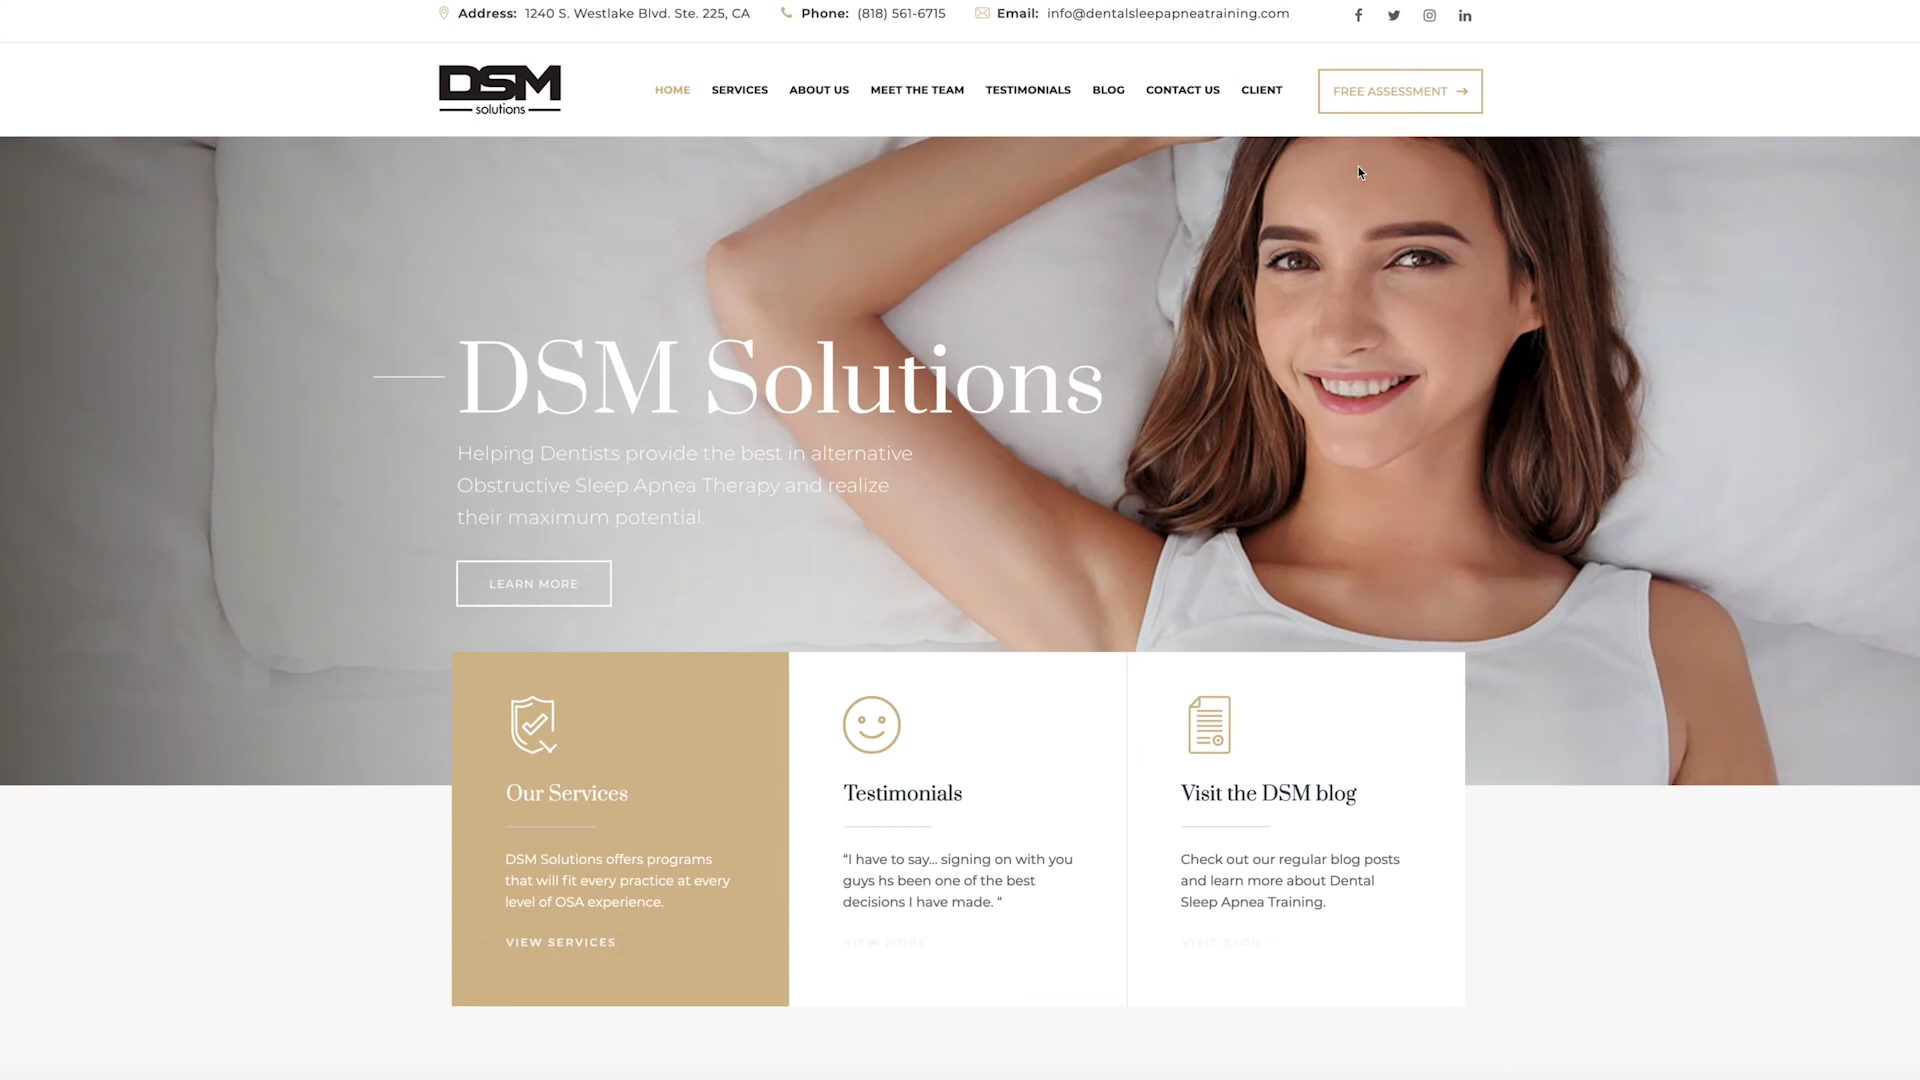 Address: 1240 S. Westlake Blvd. Ste. 225, CA Phone: (818) 561-6715 Email: info@dentalsleepapneatraining.com
DSM
solutions
HOME SERVICES ABOUT US MEET THE TEAM TESTIMONIALS BLOG CONTACT US CLIENT FREE ASSESSMENT
DSM Solutions
Helping Dentists provide the best in alternative
Obstructive Sleep Apnea Therapy and realize
their maximum potential.
LEARN MORE
Our Services
DSM Solutions offers programs
that will fit every practice at every
level of OSA experience.
VIEW SERVICES
Testimonials
“I have to say... signing on with you
guys hs been one of the best
decisions I have made. “
VIEW MORE
Visit the DSM blog
Check out our regular blog posts
and learn more about Dental
Sleep Apnea Training.
VISIT BLOG